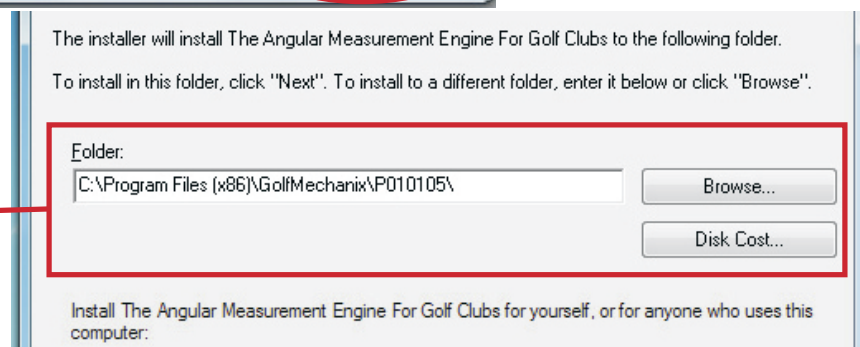 The installer will install The Angular Measurement Engine For Golf Clubs to the following folder.
To install in this folder, click "Next". To install to a different folder, enter it below or click "Browse".
Folder:
C:\Program Files (x86)\GolfMechanix\P010105\
Browse...
Disk Cost...
Install The Angular Measurement Engine For Golf Clubs for yourself, or for anyone who uses this
computer: